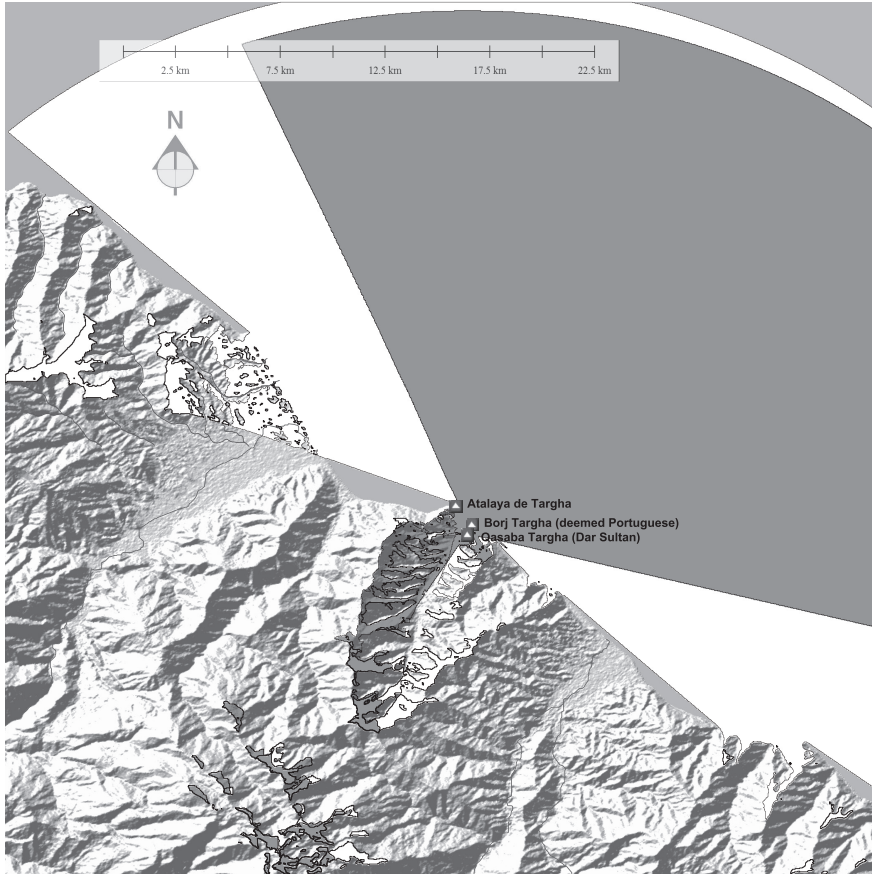 2.5 km 7.5 km 12.5 km 17.5 km 22.5 km
N
Atalaya de Targha
Borj Targha (deemed Portuguese)
Qasaba Targha (Dar Sultan)